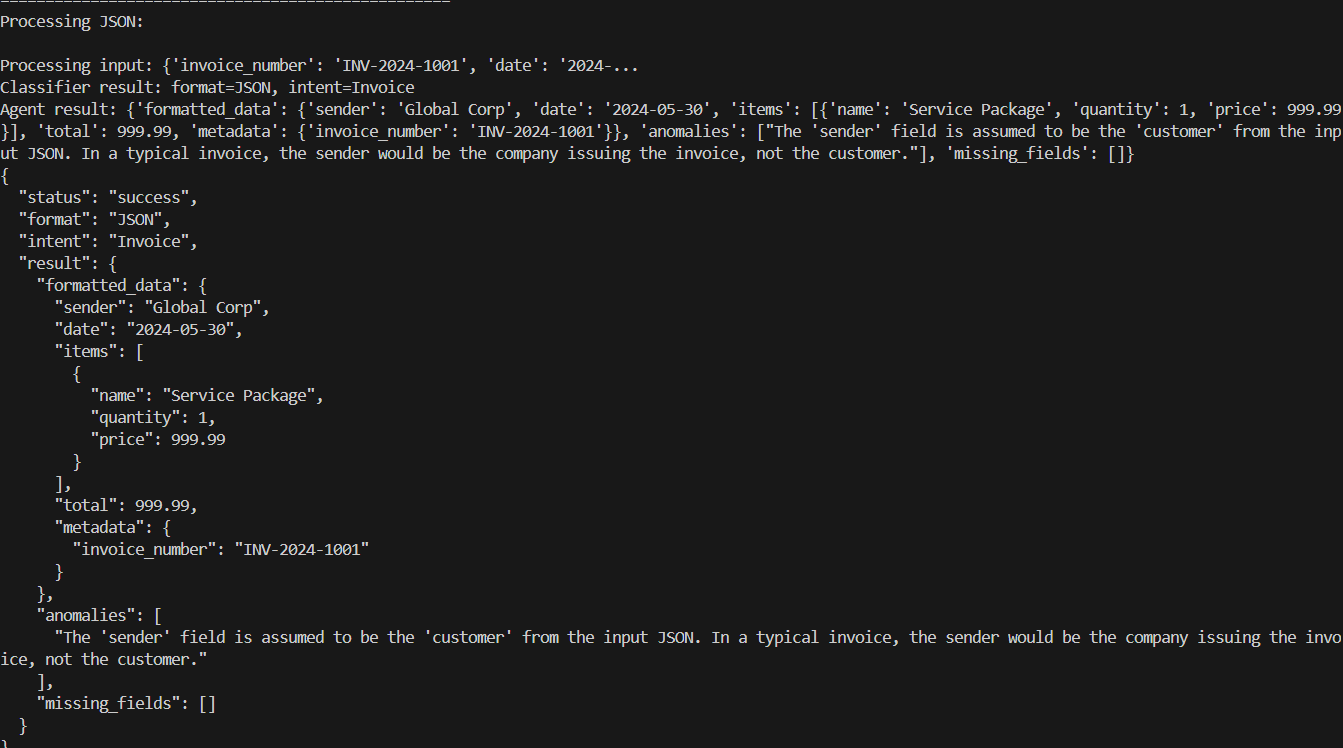 ==================================================
Processing JSON:
Processing input: {'invoice_number': 'INV-2024-1001', 'date': '2024-...
Classifier result: format=JSON, intent=Invoice
Agent result: {'formatted_data': {'sender': 'Global Corp', 'date': '2024-05-30', 'items': [{'name': 'Service Package', 'quantity': 1, 'price': 999.99
}], 'total': 999.99, 'metadata': {'invoice_number': 'INV-2024-1001'}}, 'anomalies': ["The 'sender' field is assumed to be the 'customer' from the inp
ut JSON. In a typical invoice, the sender would be the company issuing the invoice, not the customer."], 'missing_fields': []}
{
  "status": "success",
  "format": "JSON",
  "intent": "Invoice",
  "result": {
    "formatted_data": {
      "sender": "Global Corp",
      "date": "2024-05-30",
      "items": [
        {
          "name": "Service Package",
          "quantity": 1,
          "price": 999.99
        }
      ],
      "total": 999.99,
      "metadata": {
        "invoice_number": "INV-2024-1001"
      }
    },
    "anomalies": [
      "The 'sender' field is assumed to be the 'customer' from the input JSON. In a typical invoice, the sender would be the company issuing the invo
ice, not the customer."
    ],
    "missing_fields": []
  }
}